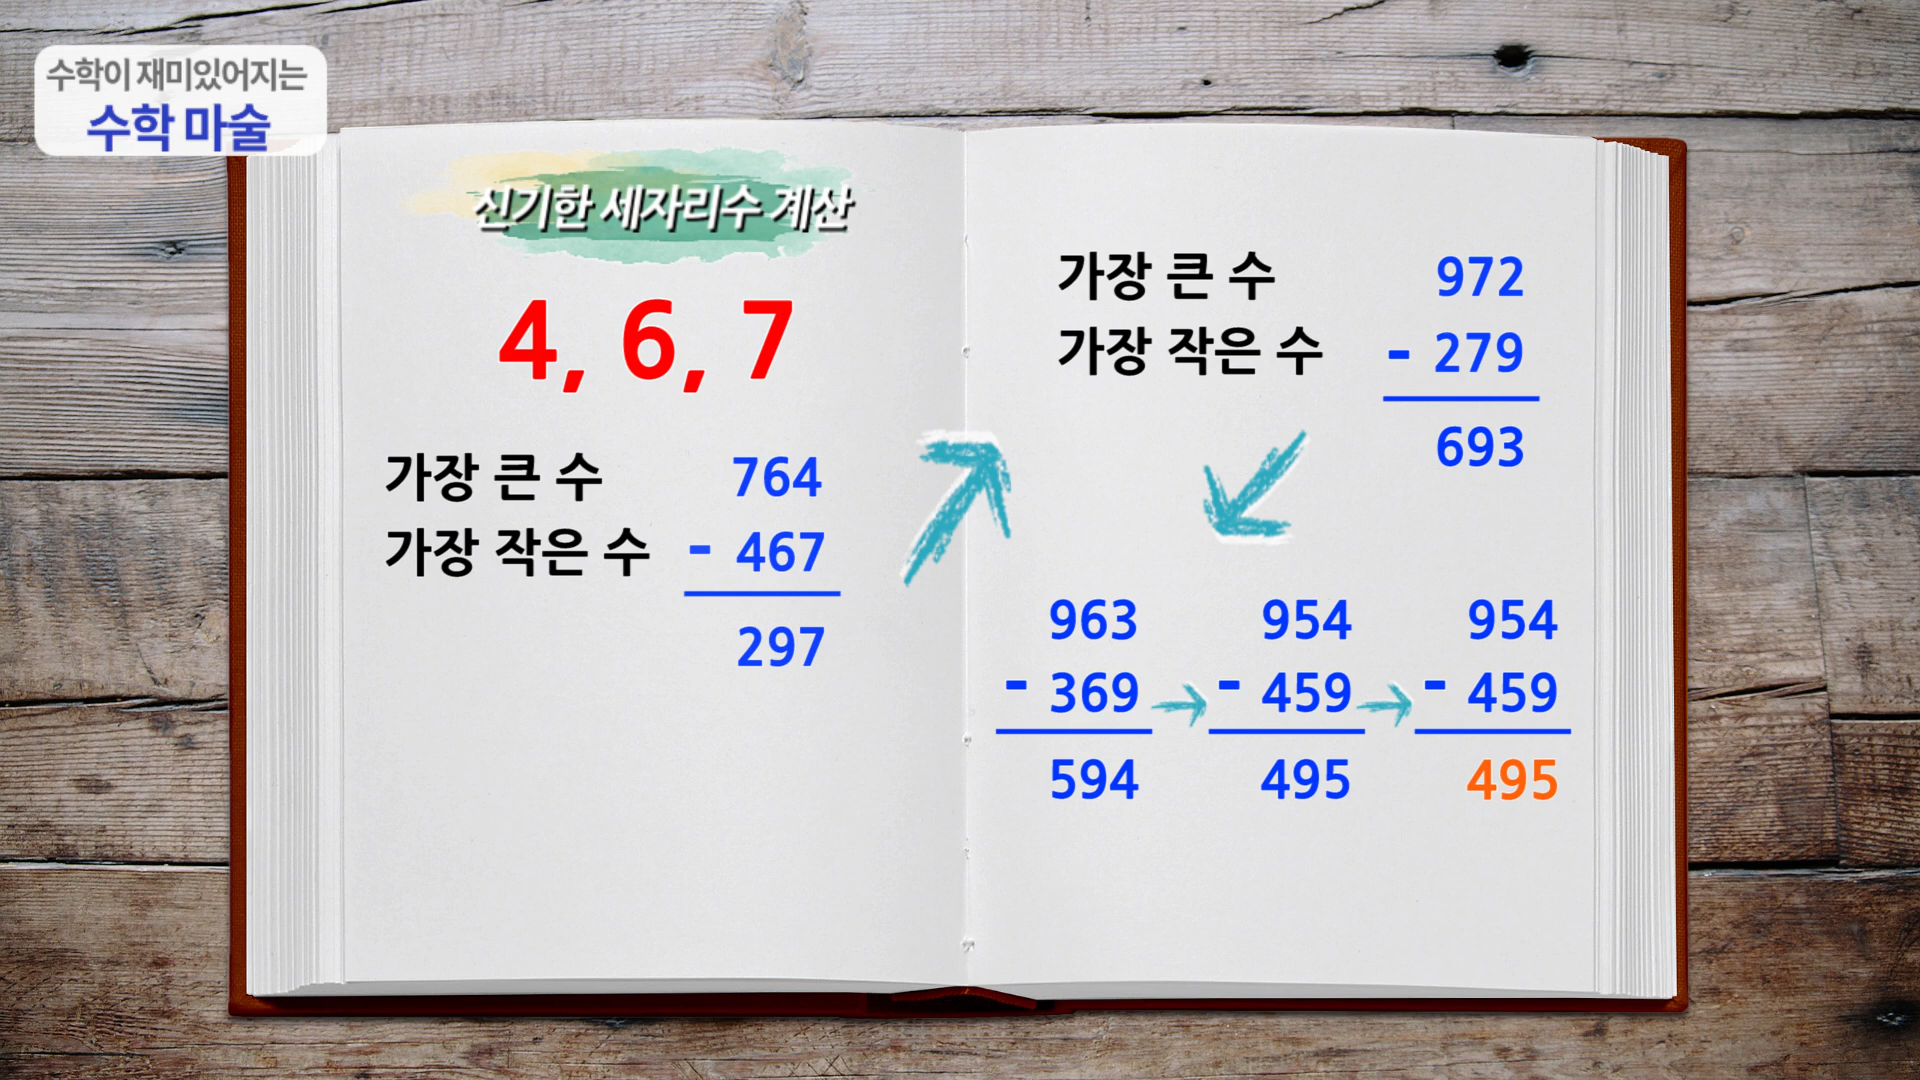 수학이 재미있어지는
수학 마술
신기한 세자리수 계산
4, 6, 7
가장 큰 수 764
가장 작은 수 - 467
297
가장 큰 수 972
가장 작은 수 - 279
693
963 954 954
- 369 - 459 - 459
594 495 495